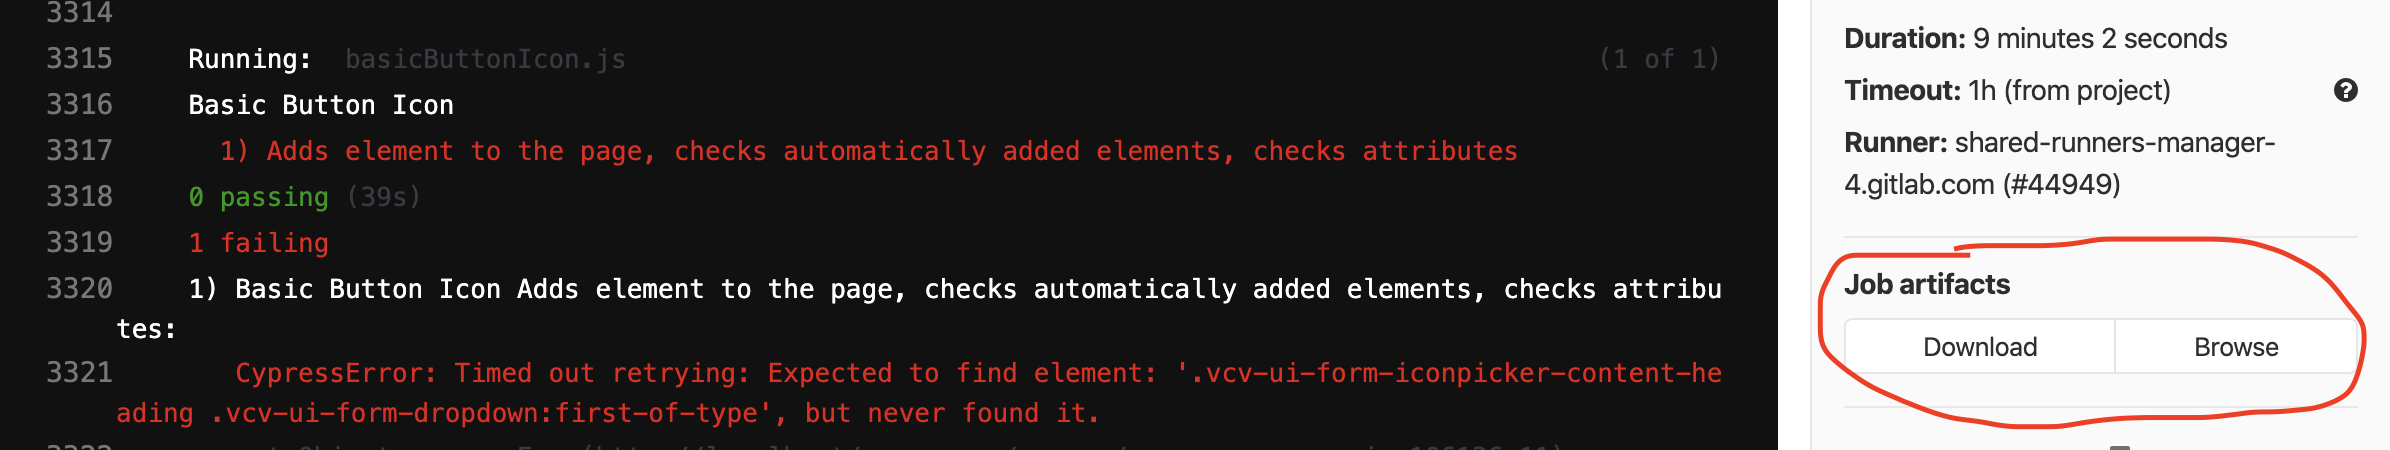 3314
3315 Running: basicButtonIcon.js (1 of 1)
3316 Basic Button Icon
3317 1) Adds element to the page, checks automatically added elements, checks attributes
3318 0 passing (39s)
3319 1 failing
3320 1) Basic Button Icon Adds element to the page, checks automatically added elements, checks attribu
tes:
3321 CypressError: Timed out retrying: Expected to find element: '.vcv-ui-form-iconpicker-content-he
ading .vcv-ui-form-dropdown:first-of-type', but never found it.
Duration: 9 minutes 2 seconds
Timeout: 1h (from project) ?
Runner: shared-runners-manager-
4.gitlab.com (#44949)
Job artifacts
Download Browse